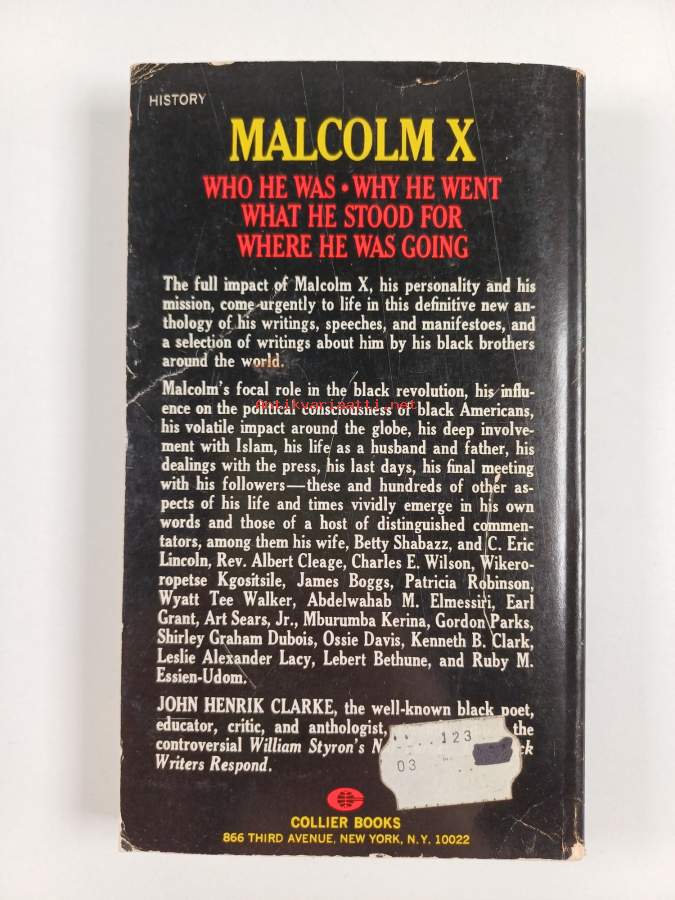 HISTORY
MALCOLM X
WHO HE WAS • WHY HE WENT
WHAT HE STOOD FOR
WHERE HE WAS GOING
The full impact of Malcolm X, his personality and his
mission, come urgently to life in this definitive new an-
thology of his writings, speeches, and manifestoes, and
a selection of writings about him by his black brothers
around the world.
Malcolm's focal role in the black revolution, his influ-
ence on the political consciousness of black Americans,
antikvariaatti.net
his volatile impact around the globe, his deep involve-
ment with Islam, his life as a husband and father, his
dealings with the press, his last days, his final meeting
with his followers—these and hundreds of other as-
pects of his life and times vividly emerge in his own
words and those of a host of distinguished commen-
tators, among them his wife, Betty Shabazz, and C. Eric
Lincoln, Rev. Albert Cleage, Charles E. Wilson, Wikero-
ropetse Kgositsile, James Boggs, Patricia Robinson,
Wyatt Tee Walker, Abdelwahab M. Elmessiri, Earl
Grant, Art Sears, Jr., Mburumba Kerina, Gordon Parks,
Shirley Graham Dubois, Ossie Davis, Kenneth B. Clark,
Leslie Alexander Lacy, Lebert Bethune, and Ruby M.
Essien-Udom.
JOHN HENRIK CLARKE, the well-known black poet,
educator, critic, and anthologist, the
controversial William Styron's N ck
Writers Respond.
123
03
COLLIER BOOKS
866 THIRD AVENUE, NEW YORK, N.Y. 10022